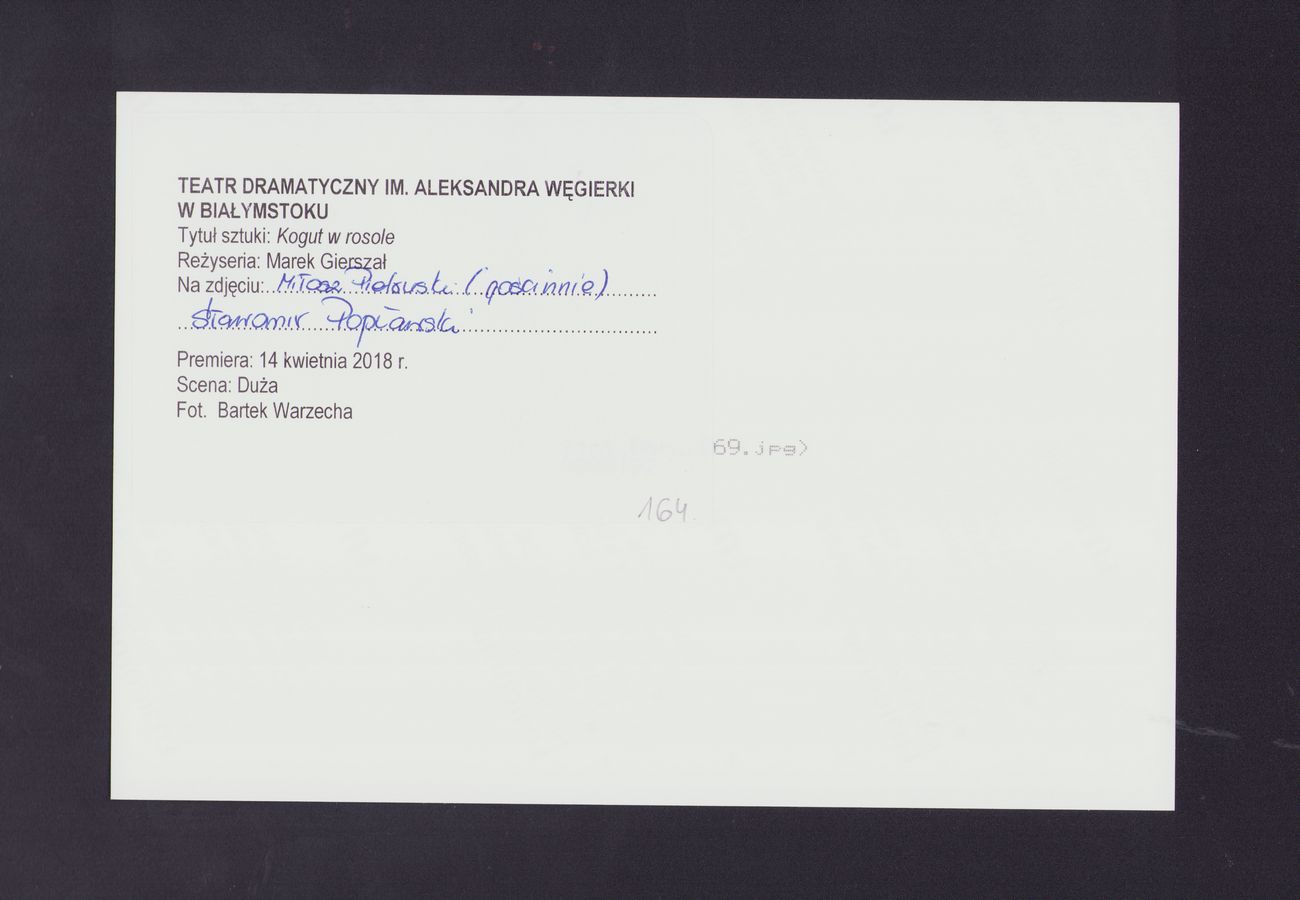 TEATR DRAMATYCZNY IM. ALEKSANDRA WĘGIERKI
W BIAŁYMSTOKU
Tytuł sztuki: Kogut w rosole
Reżyseria: Marek Gierszał
Na zdjęciu: Miłosz Pietruski (gościnnie)
Sławomir Popławski
Premiera: 14 kwietnia 2018 r.
Scena: Duża
Fot. Bartek Warzecha
69.jpg)
164